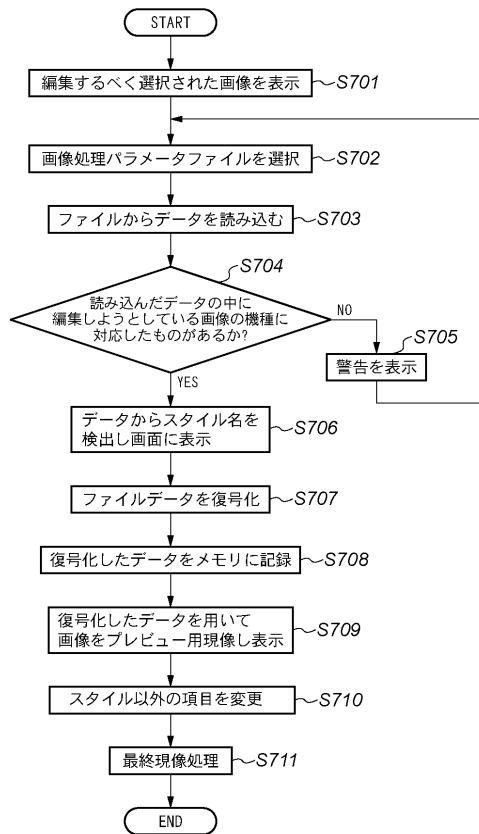 START
編集するべく選択された画像を表示
S701
画像処理パラメータファイルを選択
S702
ファイルからデータを読み込む
S703
S704
読み込んだデータの中に
編集しようとしている画像の機種に
対応したものがあるか?
NO
S705
警告を表示
YES
データからスタイル名を
検出し画面に表示
S706
ファイルデータを復号化
S707
復号化したデータをメモリに記録
S708
復号化したデータを用いて
画像をプレビュー用現像し表示
S709
スタイル以外の項目を変更
S710
最終現像処理
S711
END